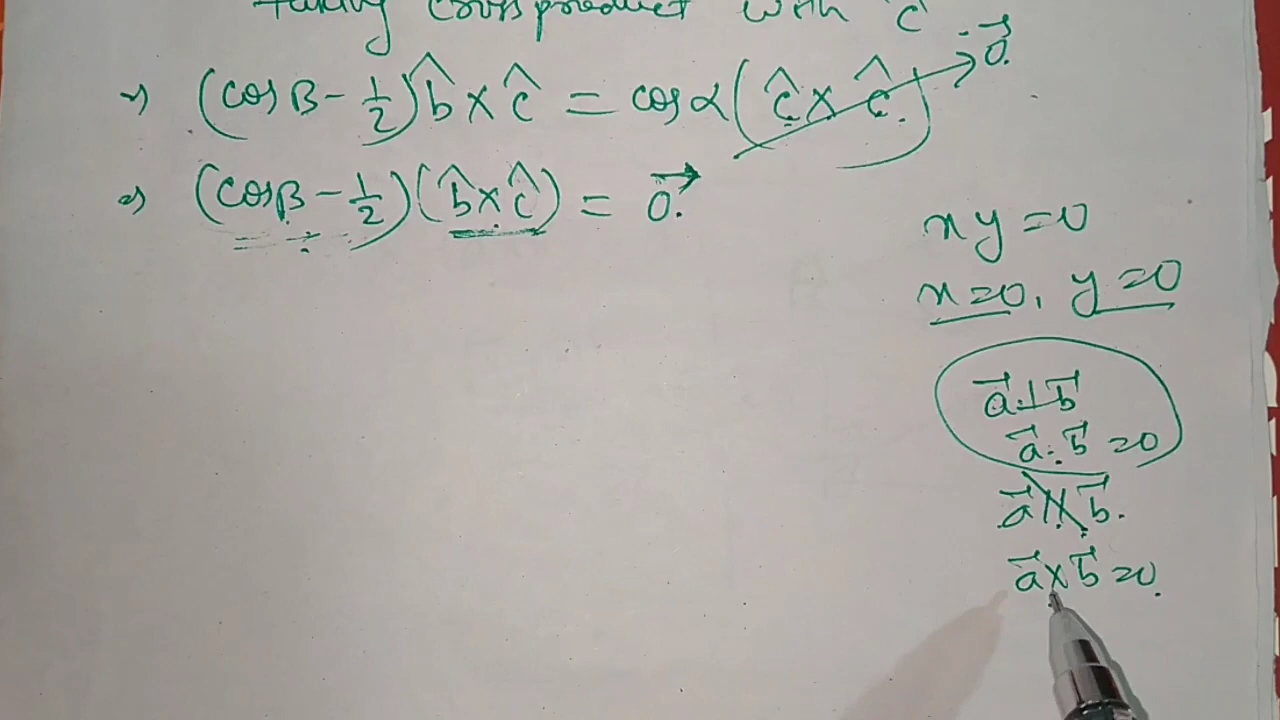 Taking cross product with ĉ
⇒ (cos β - 1/2) b̂ × ĉ = cos α (ĉ × ĉ) → 0⃗.
⇒ (cos β - 1/2)(b̂ × ĉ) = 0⃗.
xy = 0
x = 0, y = 0
a⃗ ⊥ b⃗
a⃗ . b⃗ = 0
a⃗ ∦ b⃗.
a⃗ × b⃗ = 0.